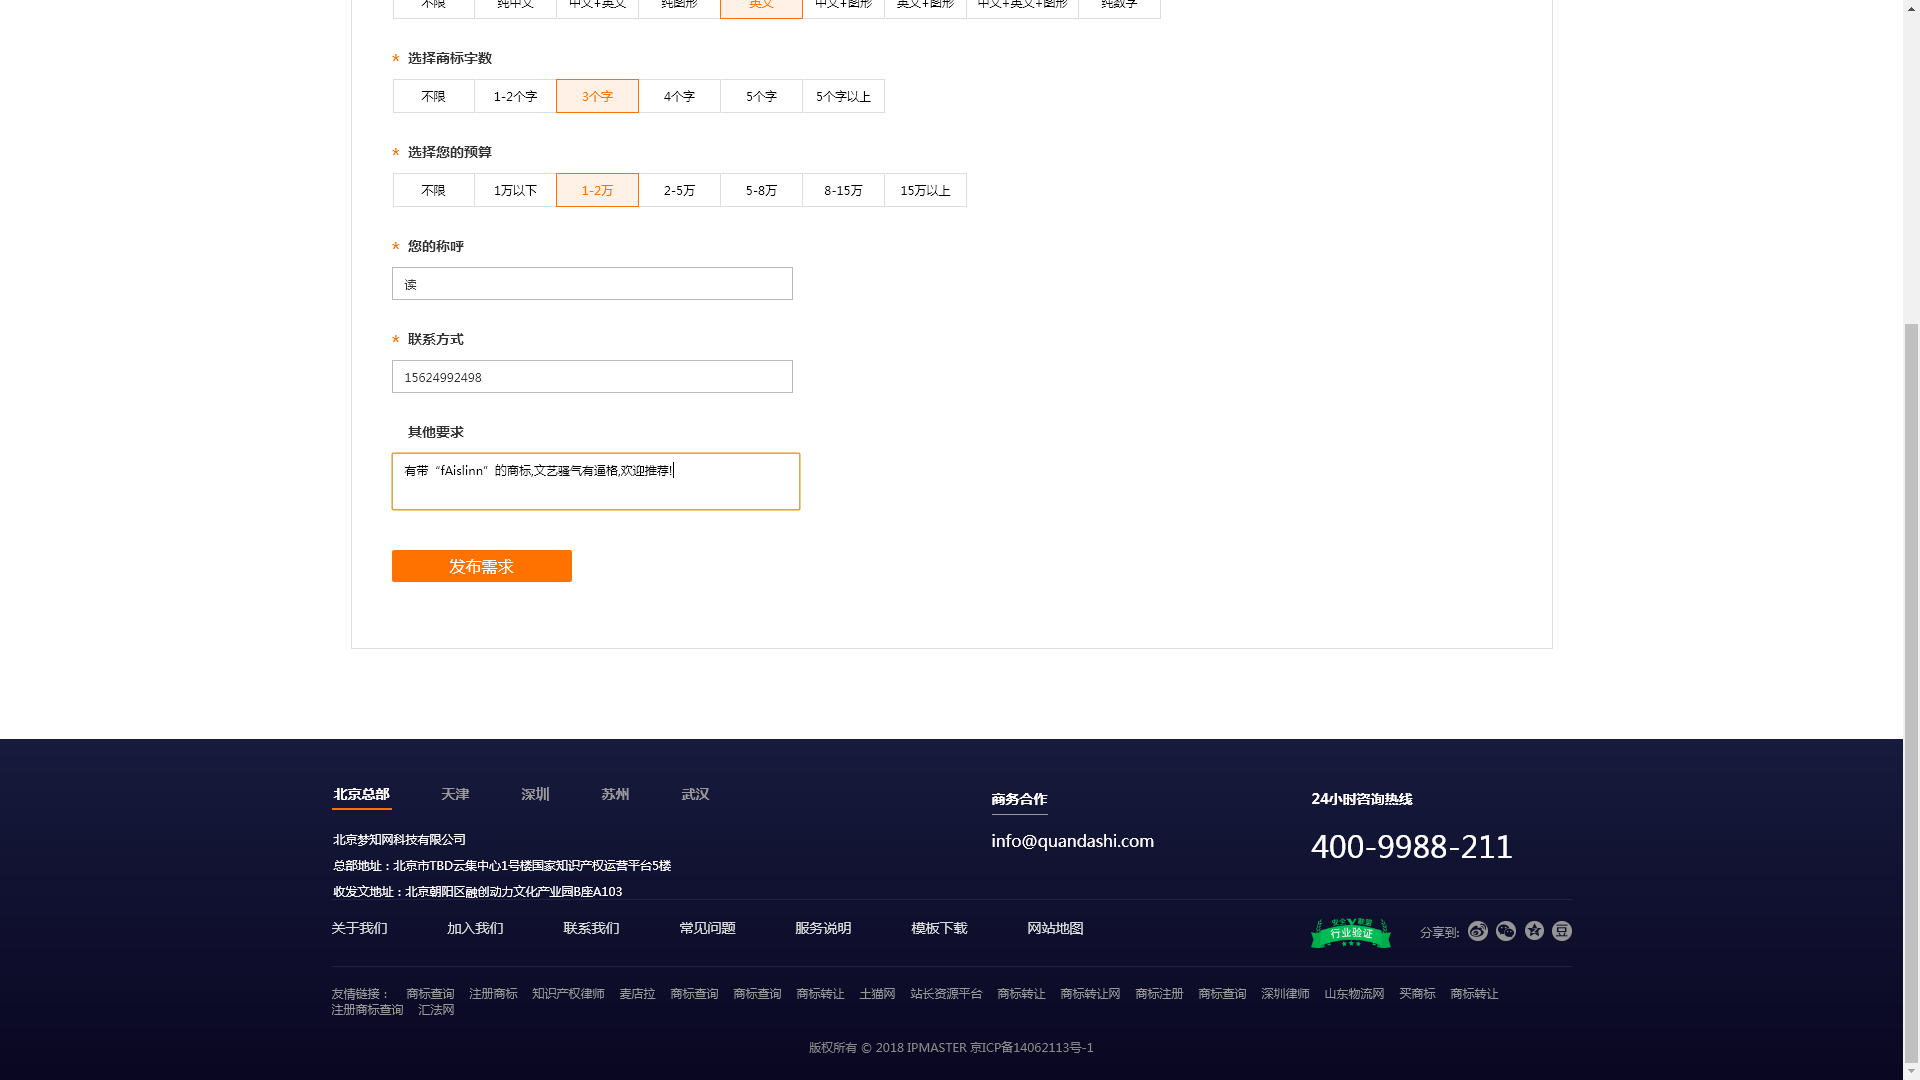 不限 纯中文 中文+英文 纯图形 英文 中文+图形 英文+图形 中文+英文+图形 纯数字
* 选择商标字数
不限 1-2个字 3个字 4个字 5个字 5个字以上
* 选择您的预算
不限 1万以下 1-2万 2-5万 5-8万 8-15万 15万以上
* 您的称呼
读
* 联系方式
15624992498
其他要求
有带“fAislinn”的商标,文艺骚气有逼格,欢迎推荐!
发布需求
北京总部 天津 深圳 苏州 武汉
北京梦知网科技有限公司
总部地址：北京市TBD云集中心1号楼国家知识产权运营平台5楼
收发文地址：北京朝阳区融创动力文化产业园B座A103
商务合作
info@quandashi.com
24小时咨询热线
400-9988-211
关于我们 加入我们 联系我们 常见问题 服务说明 模板下载 网站地图
安全联盟
行业验证
分享到: 豆
友情链接： 商标查询 注册商标 知识产权律师 麦店拉 商标查询 商标查询 商标转让 土猫网 站长资源平台 商标转让 商标转让网 商标注册 商标查询 深圳律师 山东物流网 买商标 商标转让
注册商标查询 汇法网
版权所有 © 2018 IPMASTER 京ICP备14062113号-1